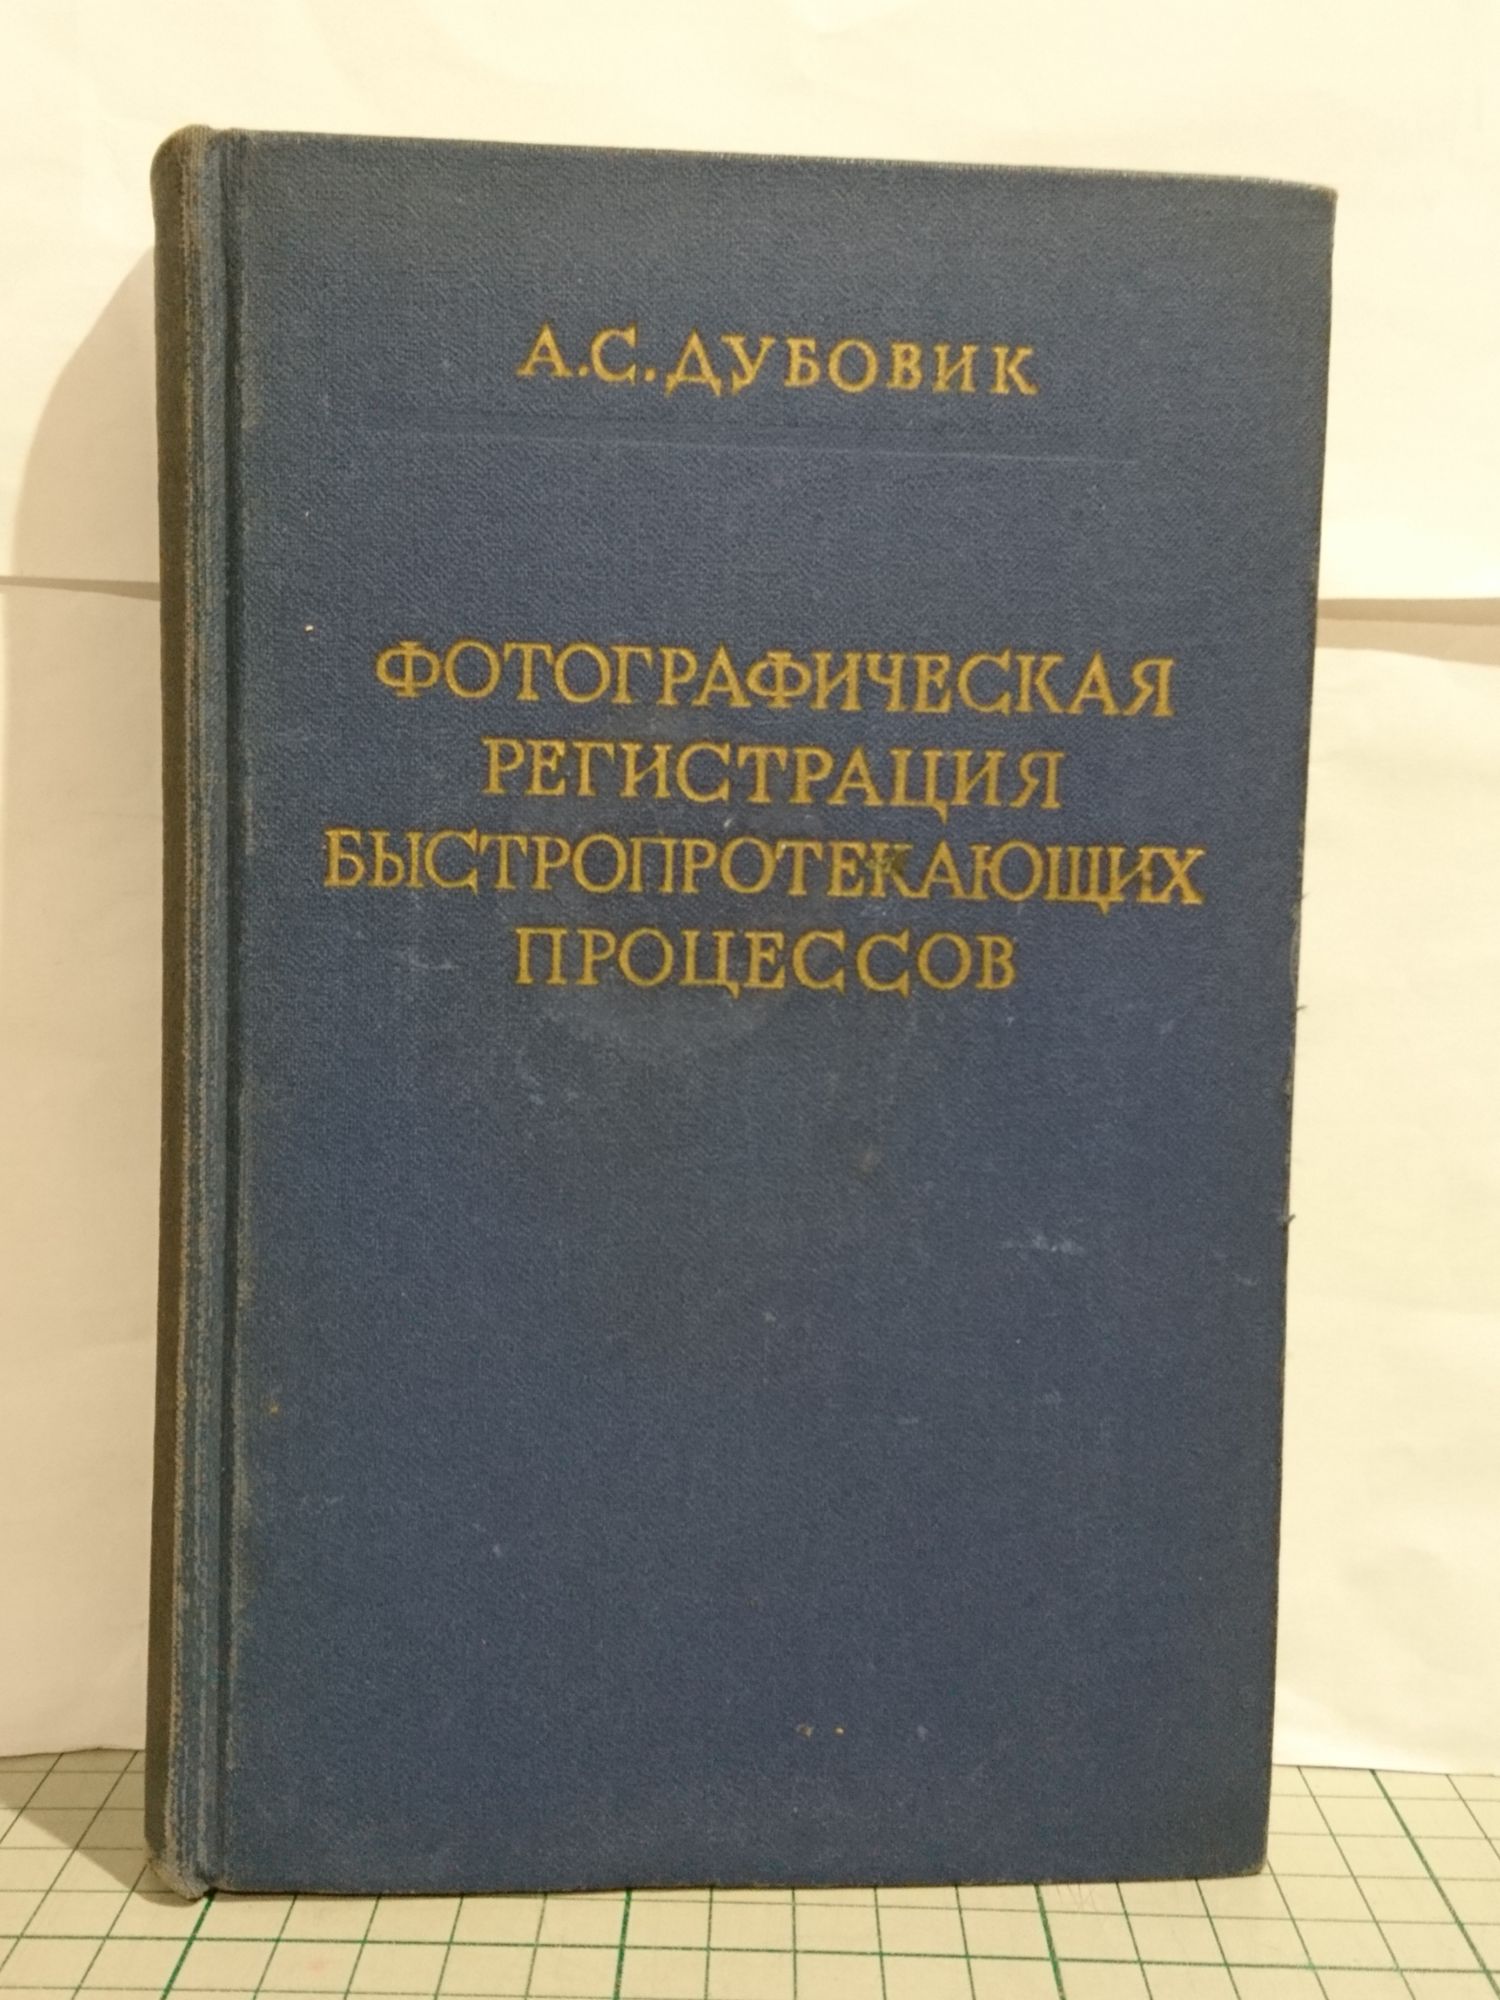 А.С.ДУБОВИК
ФОТОГРАФИЧЕСКАЯ
РЕГИСТРАЦИЯ
БЫСТРОПРОТЕКАЮЩИХ
ПРОЦЕССОВ